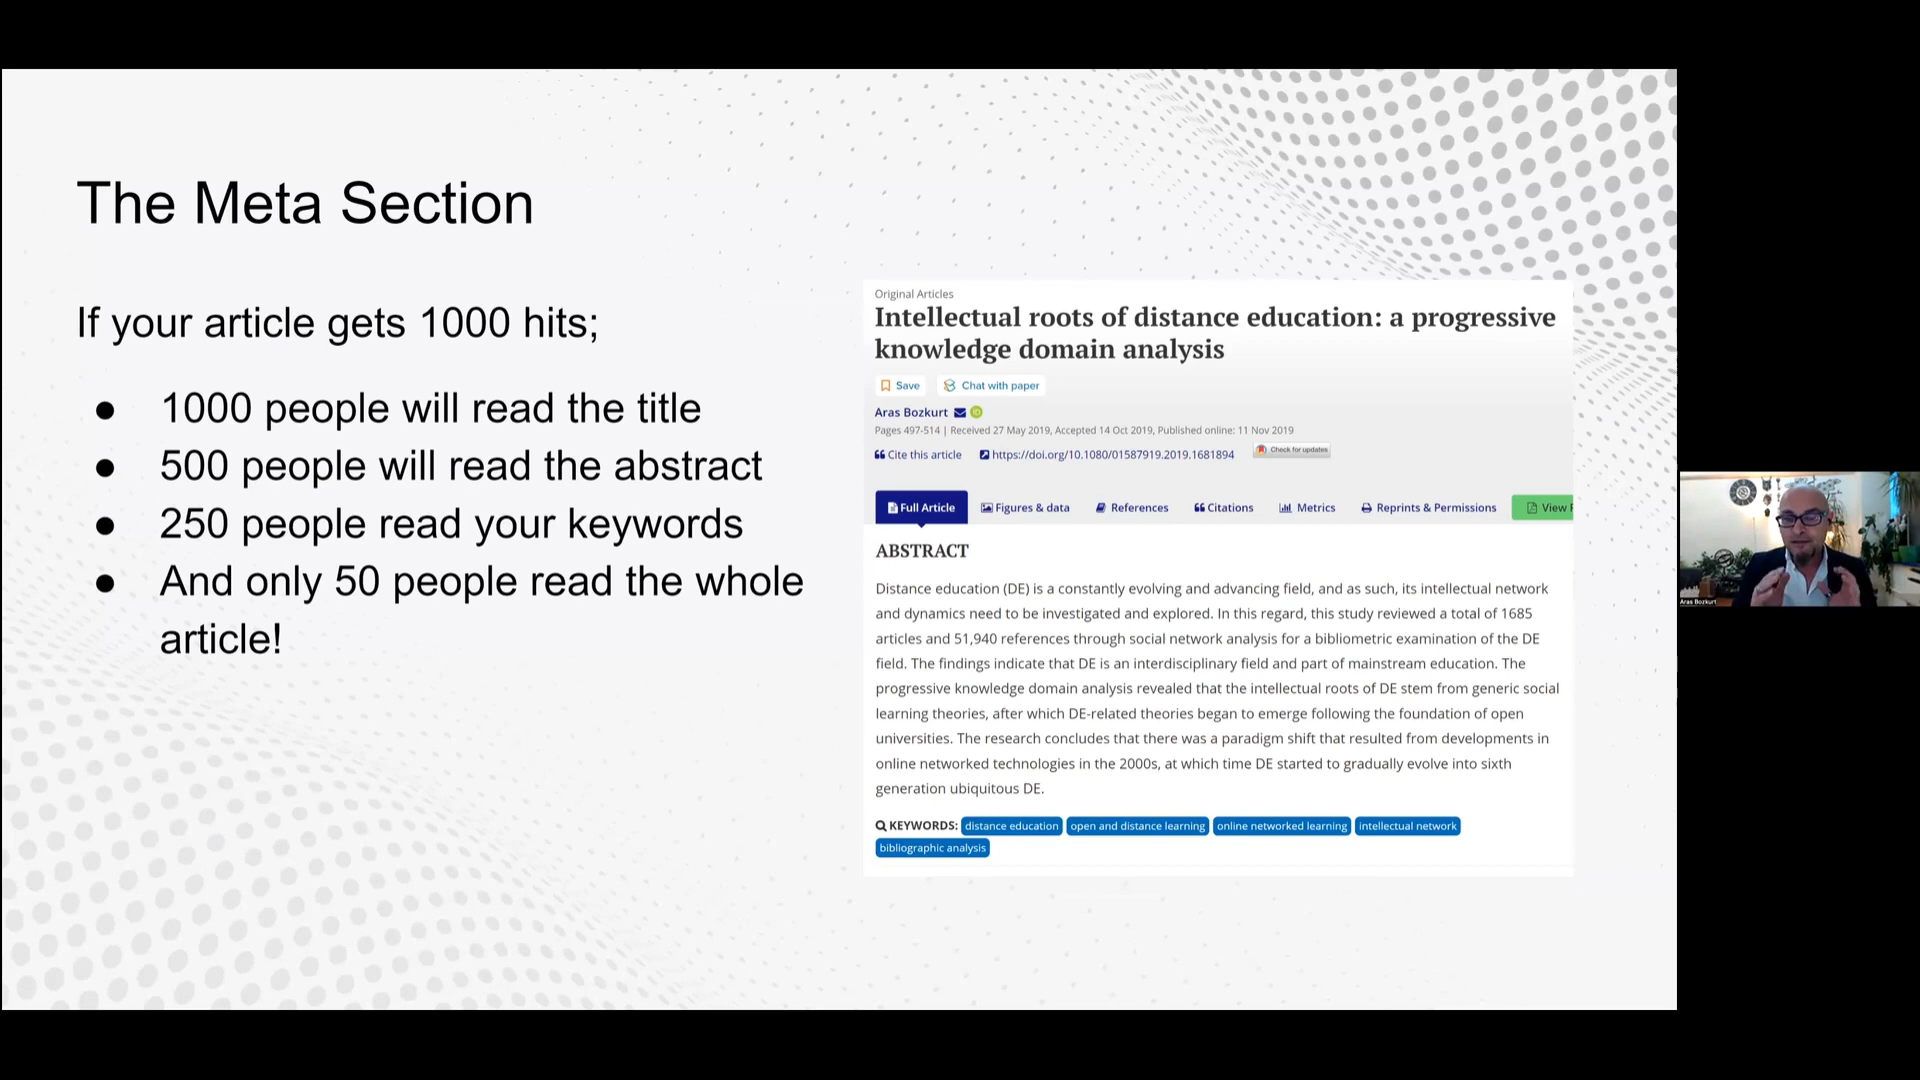 The Meta Section
If your article gets 1000 hits;
● 1000 people will read the title
● 500 people will read the abstract
● 250 people read your keywords
● And only 50 people read the whole
article!
Original Articles
Intellectual roots of distance education: a progressive
knowledge domain analysis
Save Chat with paper
Aras Bozkurt
Pages 497-514 | Received 27 May 2019, Accepted 14 Oct 2019, Published online: 11 Nov 2019
Cite this article https://doi.org/10.1080/01587919.2019.1681894 Check for updates
Full Article Figures & data References Citations Metrics Reprints & Permissions View
ABSTRACT
Distance education (DE) is a constantly evolving and advancing field, and as such, its intellectual network
and dynamics need to be investigated and explored. In this regard, this study reviewed a total of 1685
articles and 51,940 references through social network analysis for a bibliometric examination of the DE
field. The findings indicate that DE is an interdisciplinary field and part of mainstream education. The
progressive knowledge domain analysis revealed that the intellectual roots of DE stem from generic social
learning theories, after which DE-related theories began to emerge following the foundation of open
universities. The research concludes that there was a paradigm shift that resulted from developments in
online networked technologies in the 2000s, at which time DE started to gradually evolve into sixth
generation ubiquitous DE.
KEYWORDS: distance education open and distance learning online networked learning intellectual network
bibliographic analysis
Aras Bozkurt